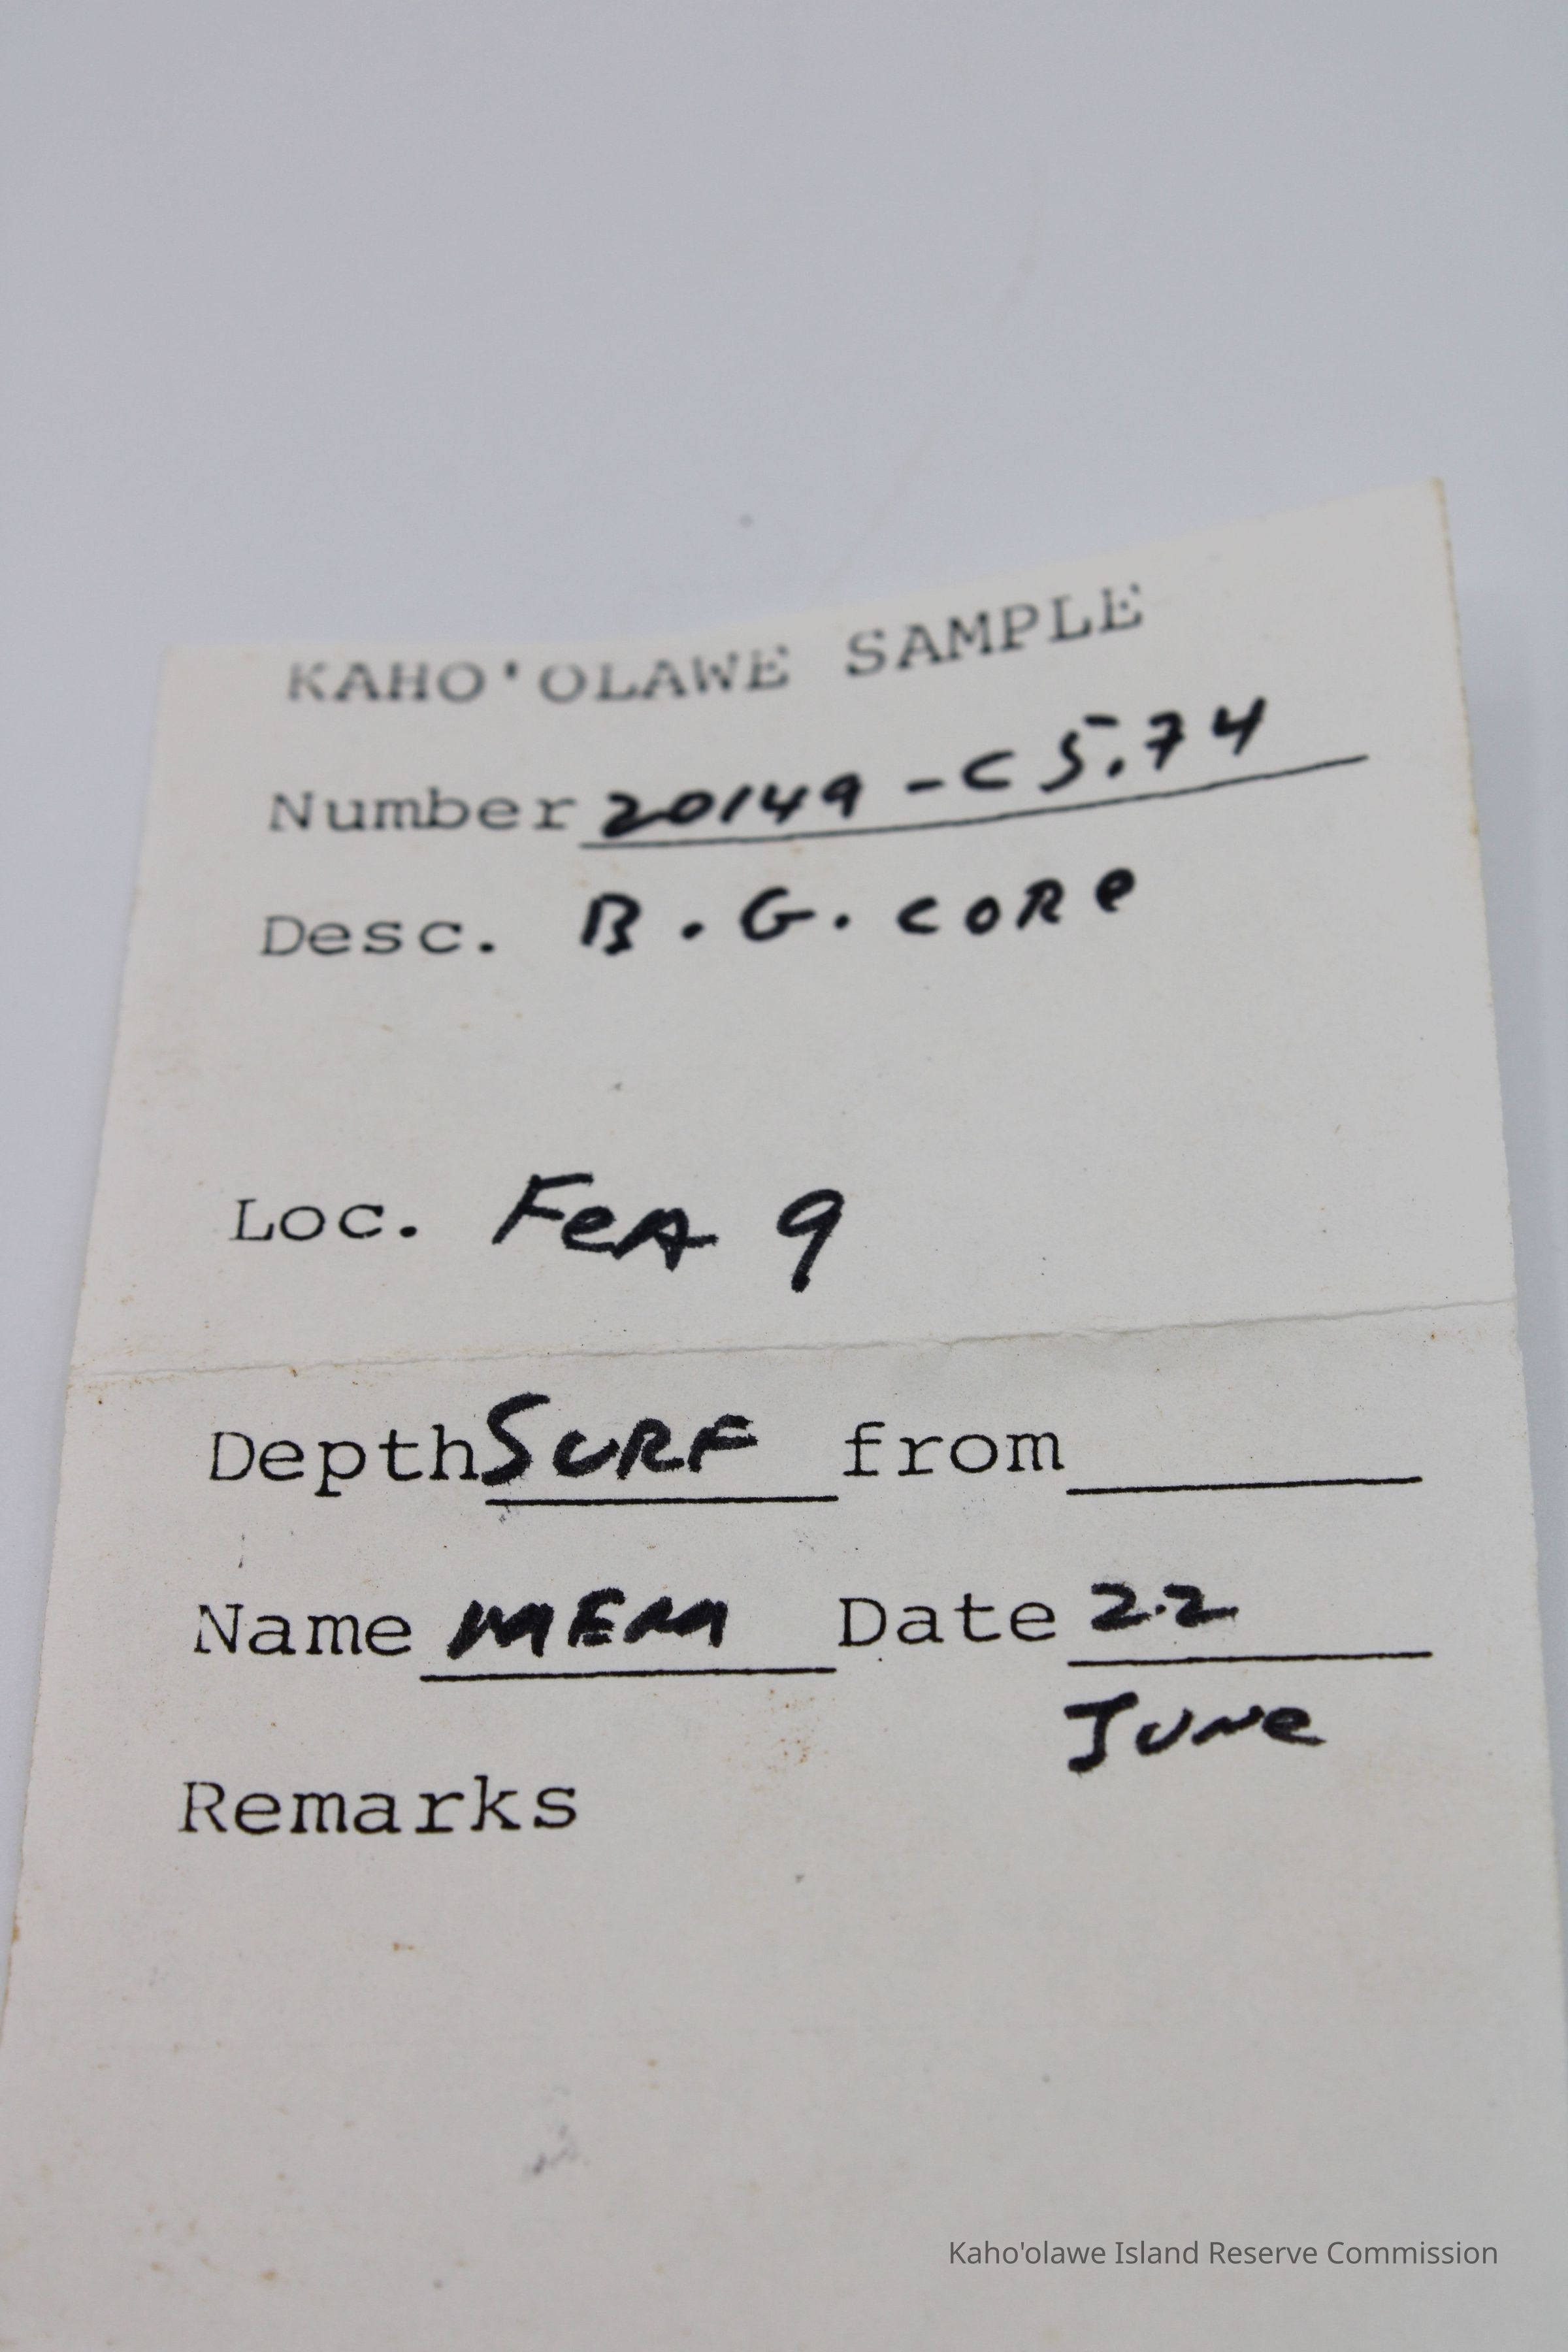 KAHO'OLAWE SAMPLE
Number 20149-C5.74
Desc. B.G. CORe
Loc. FeA 9
Depth SURF from
Name MEM Date 22
June
Remarks
Kaho'olawe Island Reserve Commission